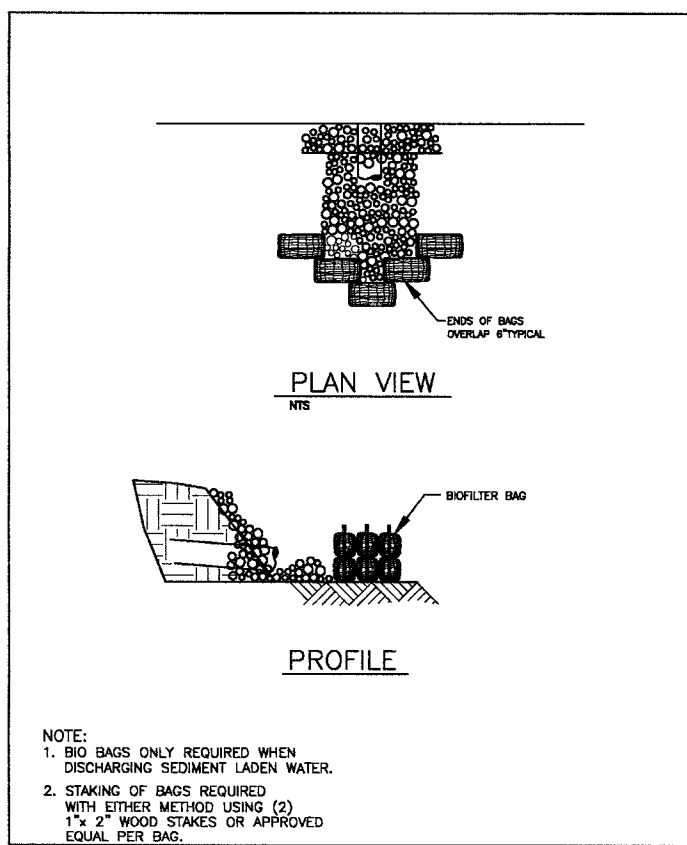 ENDS OF BAGS
OVERLAP 6" TYPICAL
PLAN VIEW
NTS
BIOFILTER BAG
PROFILE
NOTE:
1. BIO BAGS ONLY REQUIRED WHEN
DISCHARGING SEDIMENT LADEN WATER.
2. STAKING OF BAGS REQUIRED
WITH EITHER METHOD USING (2)
1"x 2" WOOD STAKES OR APPROVED
EQUAL PER BAG.